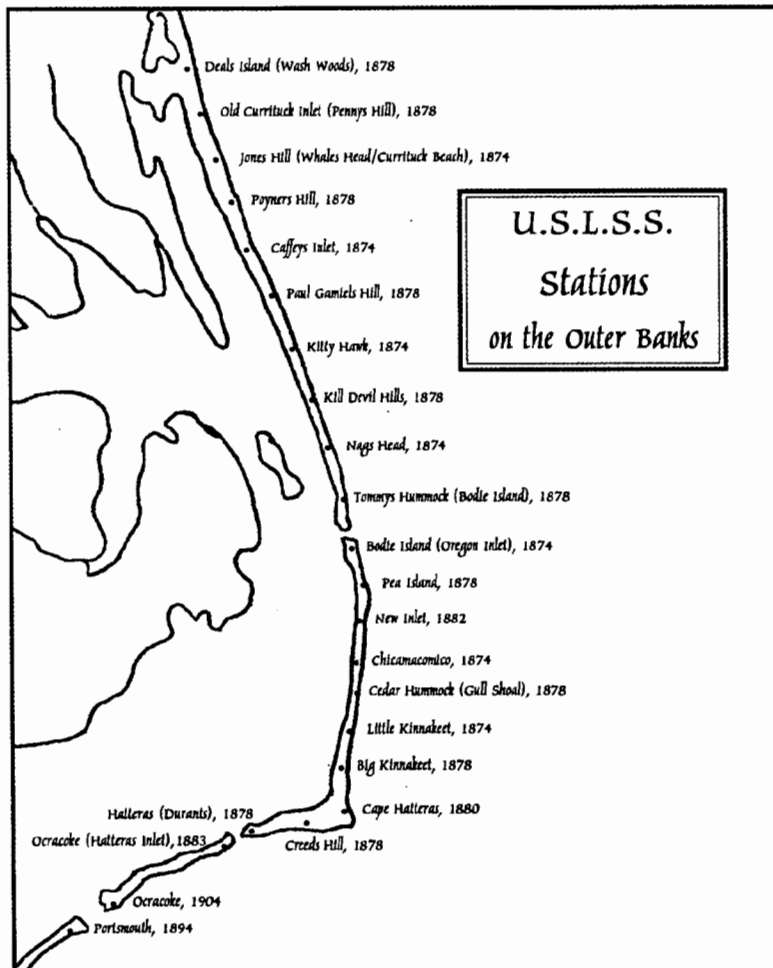 Deals Island (Wash Woods), 1878
Old Currituck Inlet (Pennys Hill), 1878
Jones Hill (Whales Head/Currituck Beach), 1874
Poyners Hill, 1878
U.S.L.S.S.
Stations
on the Outer Banks
Caffeys Inlet, 1874
Paul Gamiels Hill, 1878
Kitty Hawk, 1874
Kill Devil Hills, 1878
Nags Head, 1874
Tommys Hummock (Bodie Island), 1878
Bodie Island (Oregon Inlet), 1874
Pea Island, 1878
New Inlet, 1882
Chicamacomico, 1874
Cedar Hummock (Gull Shoal), 1878
Little Kinnakeet, 1874
Big Kinnakeet, 1878
Hatteras (Durants), 1878
Cape Hatteras, 1880
Ocracoke (Hatteras Inlet), 1883
Creeds Hill, 1878
Ocracoke, 1904
Portsmouth, 1894